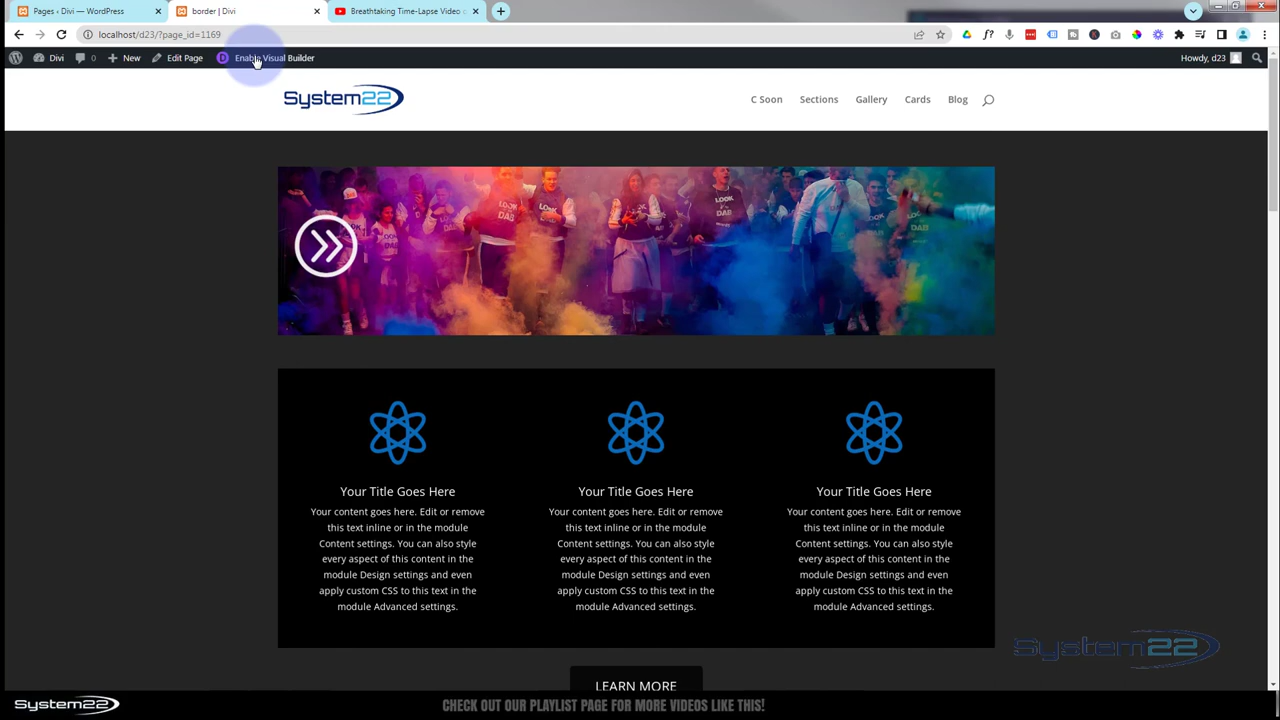 Pages ‹ Divi — WordPress
border | Divi
Breathtaking Time-Lapse Video o
localhost/d23/?page_id=1169
Divi 0 New Edit Page D Enable Visual Builder Howdy, d23
System22
C Soon Sections Gallery Cards Blog
LOOK DAB
LOOK DAB
LOOK DAB
LOOK DAB
Your Title Goes Here
Your content goes here. Edit or remove
this text inline or in the module
Content settings. You can also style
every aspect of this content in the
module Design settings and even
apply custom CSS to this text in the
module Advanced settings.
Your Title Goes Here
Your content goes here. Edit or remove
this text inline or in the module
Content settings. You can also style
every aspect of this content in the
module Design settings and even
apply custom CSS to this text in the
module Advanced settings.
Your Title Goes Here
Your content goes here. Edit or remove
this text inline or in the module
Content settings. You can also style
every aspect of this content in the
module Design settings and even
apply custom CSS to this text in the
module Advanced settings.
LEARN MORE
System22
System22
CHECK OUT OUR PLAYLIST PAGE FOR MORE VIDEOS LIKE THIS!